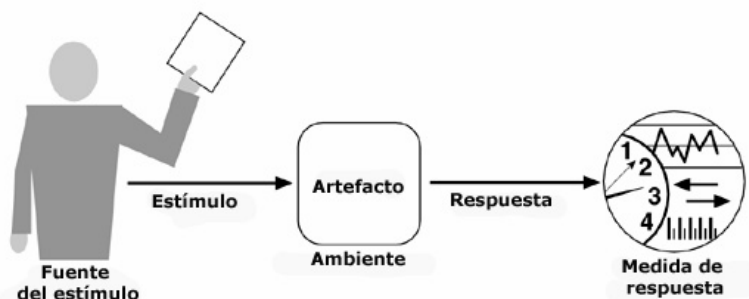 Fuente
del estímulo
Estímulo
Artefacto
Ambiente
Respuesta
1
2
3
4
Medida de
respuesta